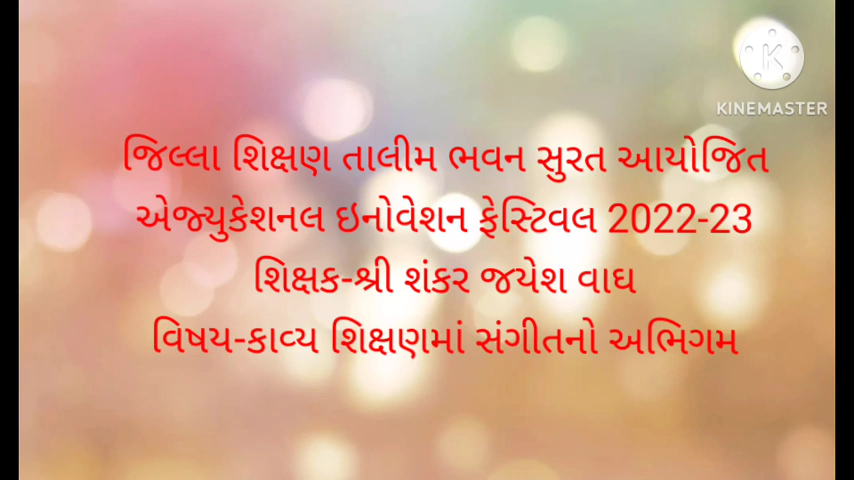 K
KINEMASTER
જિલ્લા શિક્ષણ તાલીમ ભવન સુરત આયોજિત
એજ્યુકેશનલ ઇનોવેશન ફેસ્ટિવલ 2022-23
શિક્ષક-શ્રી શંકર જયેશ વાઘ
વિષય-કાવ્ય શિક્ષણમાં સંગીતનો અભિગમ